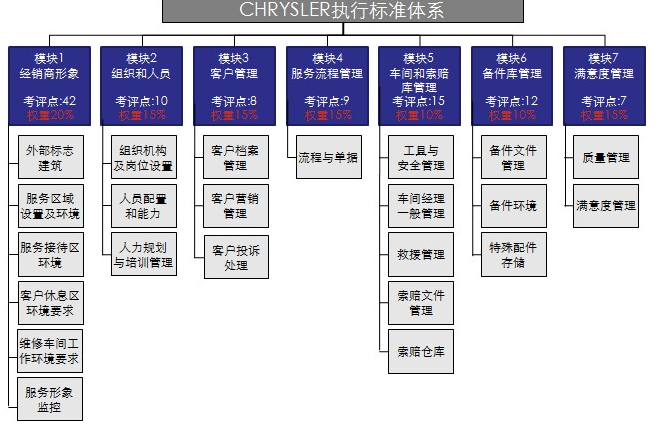 CHRYSLER执行标准体系
模块1
经销商形象
考评点:42
权重20%
外部标志
建筑
服务区域
设置及环境
服务接待区
环境
客户休息区
环境要求
维修车间工
作环境要求
服务形象
监控
模块2
组织和人员
考评点:10
权重15%
组织机构
及岗位设置
人员配置
和能力
人力规划
与培训管理
模块3
客户管理
考评点:8
权重15%
客户档案
管理
客户营销
管理
客户投诉
处理
模块4
服务流程管理
考评点:9
权重15%
流程与单据
模块5
车间和索赔
库管理
考评点:15
权重10%
工具与
安全管理
车间经理
一般管理
救援管理
索赔文件
管理
索赔仓库
模块6
备件库管理
考评点:12
权重10%
备件文件
管理
备件环境
特殊配件
存储
模块7
满意度管理
考评点:7
权重15%
质量管理
满意度管理